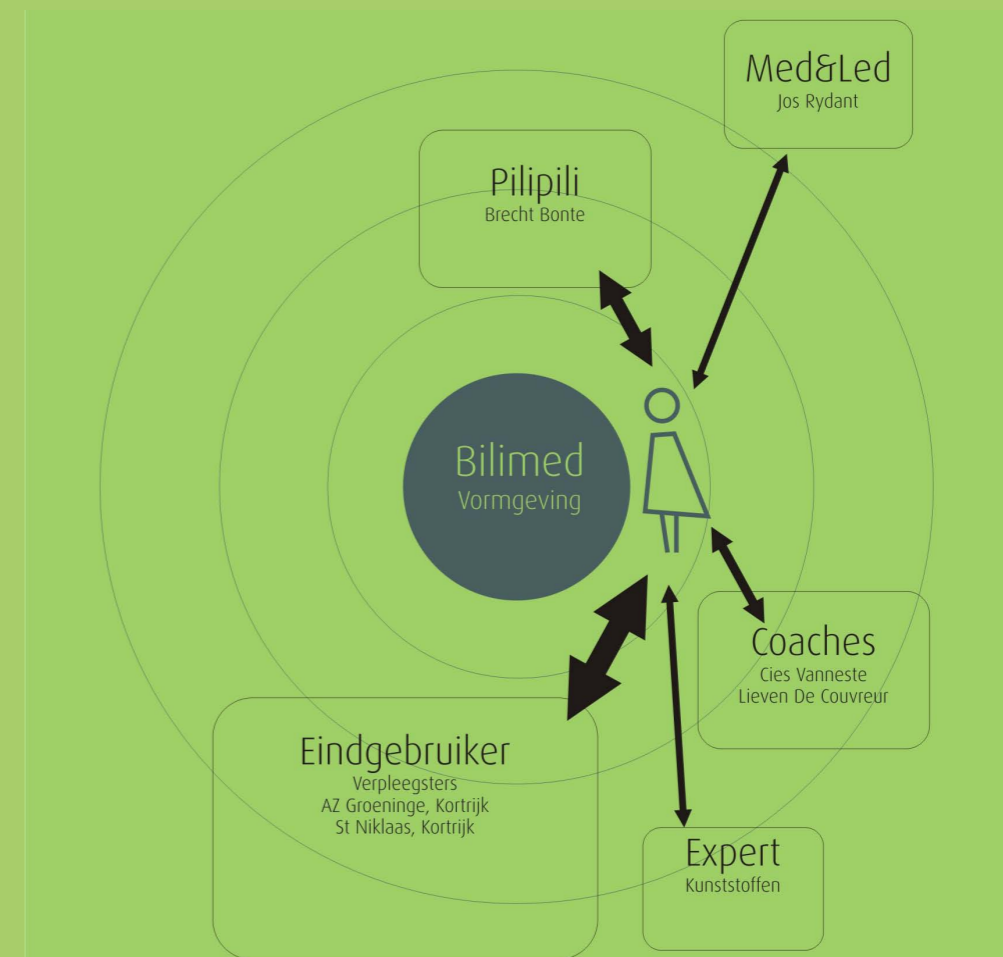 Med&Led
Jos Rydant
Pilipili
Brecht Bonte
Bilimed
Vormgeving
Coaches
Cies Vanneste
Lieven De Couvreur
Eindgebruiker
Verpleegsters
AZ Groeninge, Kortrijk
St Niklaas, Kortrijk
Expert
Kunststoffen